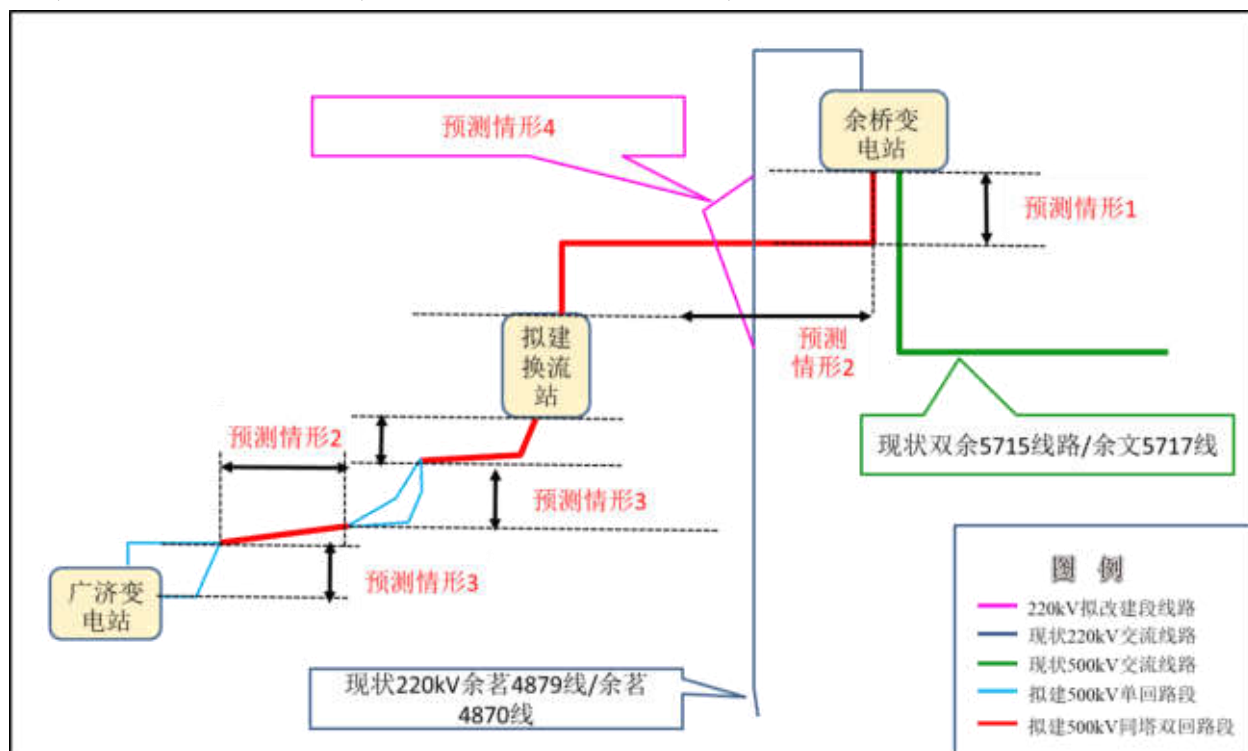 预测情形4
余桥变
电站
预测情形1
拟建
换流
站
预测
情形2
现状双余5715线路/余文5717线
预测情形2
预测情形3
预测情形3
广济变
电站
现状220kV余茗4879线/余茗
4870线
图 例
220kV拟改建段线路
现状220kV交流线路
现状500kV交流线路
拟建500kV单回路段
拟建500kV同塔双回路段